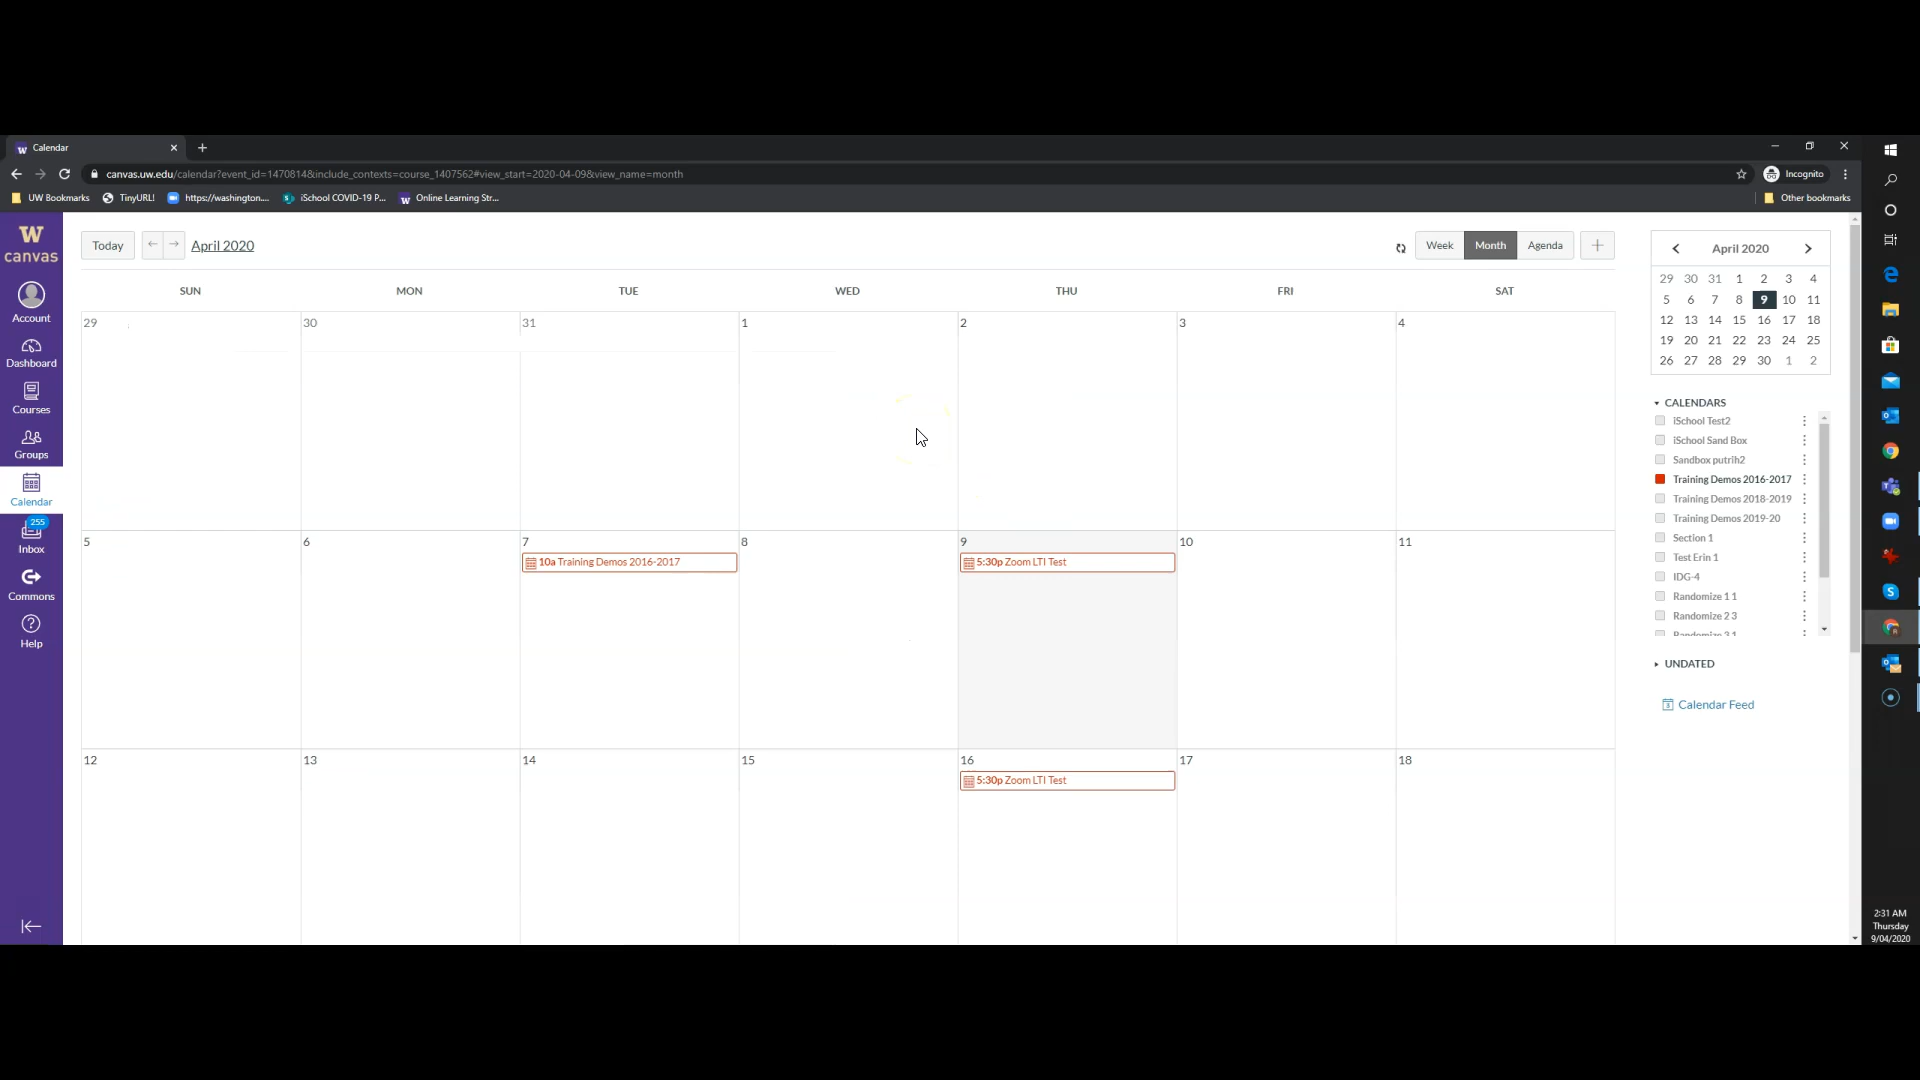 Calendar
canvas.uw.edu/calendar?event_id=1470814&include_contexts=course_1407562#view_start=2020-04-09&view_name=month
Incognito
UW Bookmarks TinyURL! https://washington.... iSchool COVID-19 P... Online Learning Str... Other bookmarks
W
canvas
Account
Dashboard
Courses
Groups
Calendar
255
Inbox
Commons
Help
Today April 2020 Week Month Agenda
SUN MON TUE WED THU FRI SAT
29 30 31 1 2 3 4
5 6 7 8 9 10 11
10a Training Demos 2016-2017 5:30p Zoom LTI Test
12 13 14 15 16 17 18
5:30p Zoom LTI Test
April 2020
29 30 31 1 2 3 4
5 6 7 8 9 10 11
12 13 14 15 16 17 18
19 20 21 22 23 24 25
26 27 28 29 30 1 2
CALENDARS
iSchool Test2
iSchool Sand Box
Sandbox putrih2
Training Demos 2016-2017
Training Demos 2018-2019
Training Demos 2019-20
Section 1
Test Erin 1
IDG-4
Randomize 1 1
Randomize 2 3
Randomize 3 1
UNDATED
Calendar Feed
2:31 AM
Thursday
9/04/2020